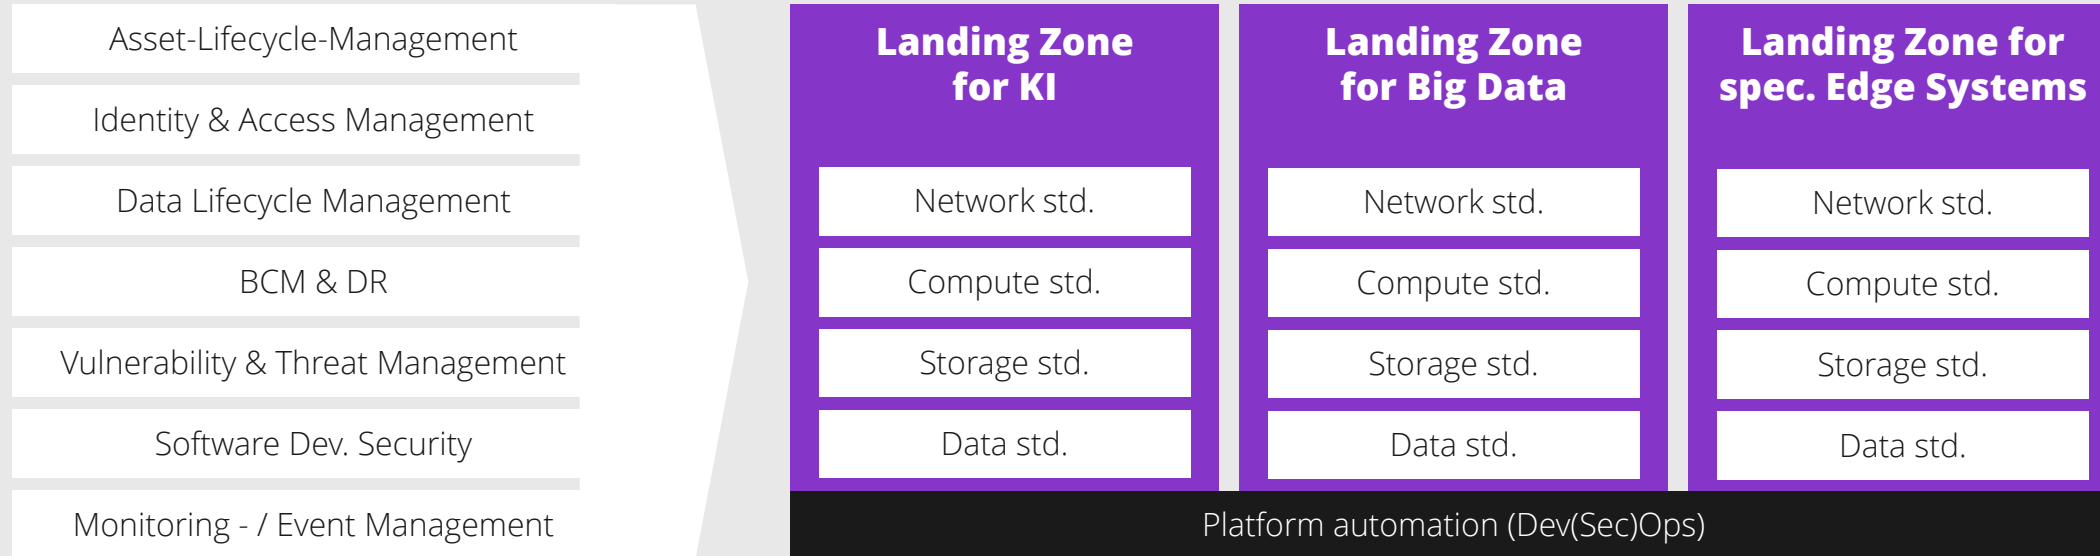 Asset-Lifecycle-Management
Identity & Access Management
Data Lifecycle Management
BCM & DR
Vulnerability & Threat Management
Software Dev. Security
Monitoring - / Event Management
Landing Zone
for KI
Network std.
Compute std.
Storage std.
Data std.
Landing Zone
for Big Data
Network std.
Compute std.
Storage std.
Data std.
Landing Zone for
spec. Edge Systems
Network std.
Compute std.
Storage std.
Data std.
Platform automation (Dev(Sec)Ops)